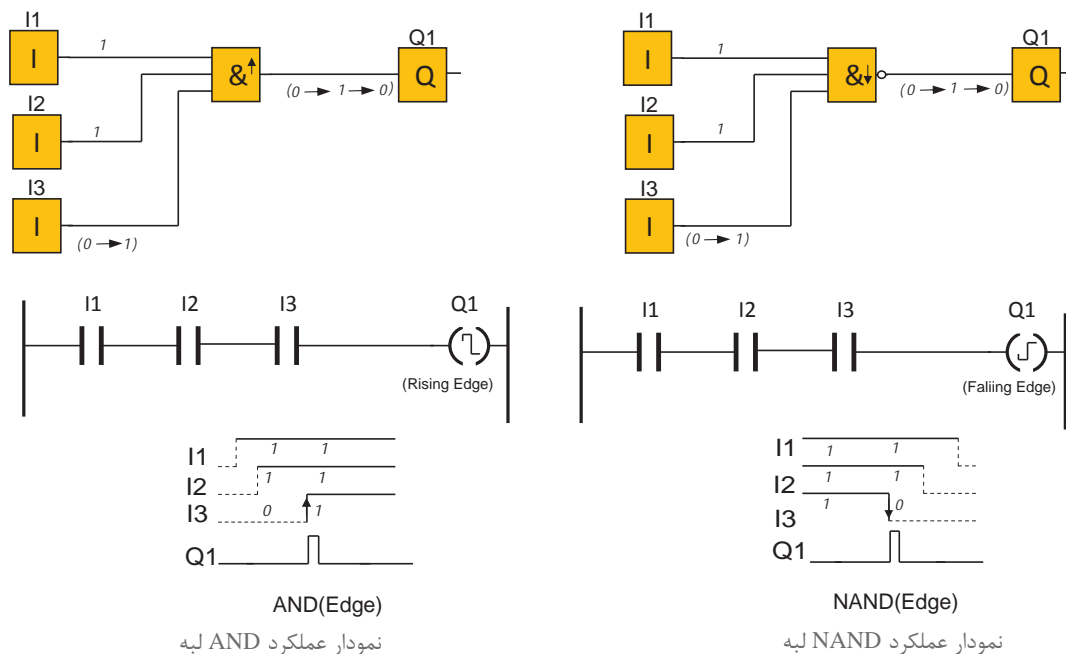 I1
I
1
I2
I
1
I3
I
(0 → 1)
&
(0 → 1 → 0)
Q1
Q
I1
I
1
I2
I
1
I3
I
(0 → 1)
&
(0 → 1 → 0)
Q1
Q
I1 I2 I3 Q1
(Rising Edge)
I1 I2 I3 Q1
(Faliing Edge)
I1 1 1
I2 1 1
I3 0 1
Q1
AND(Edge)
نمودار عملکرد AND لبه
I1 1 1
I2 1 1
I3 1 0
Q1
NAND(Edge)
نمودار عملکرد NAND لبه